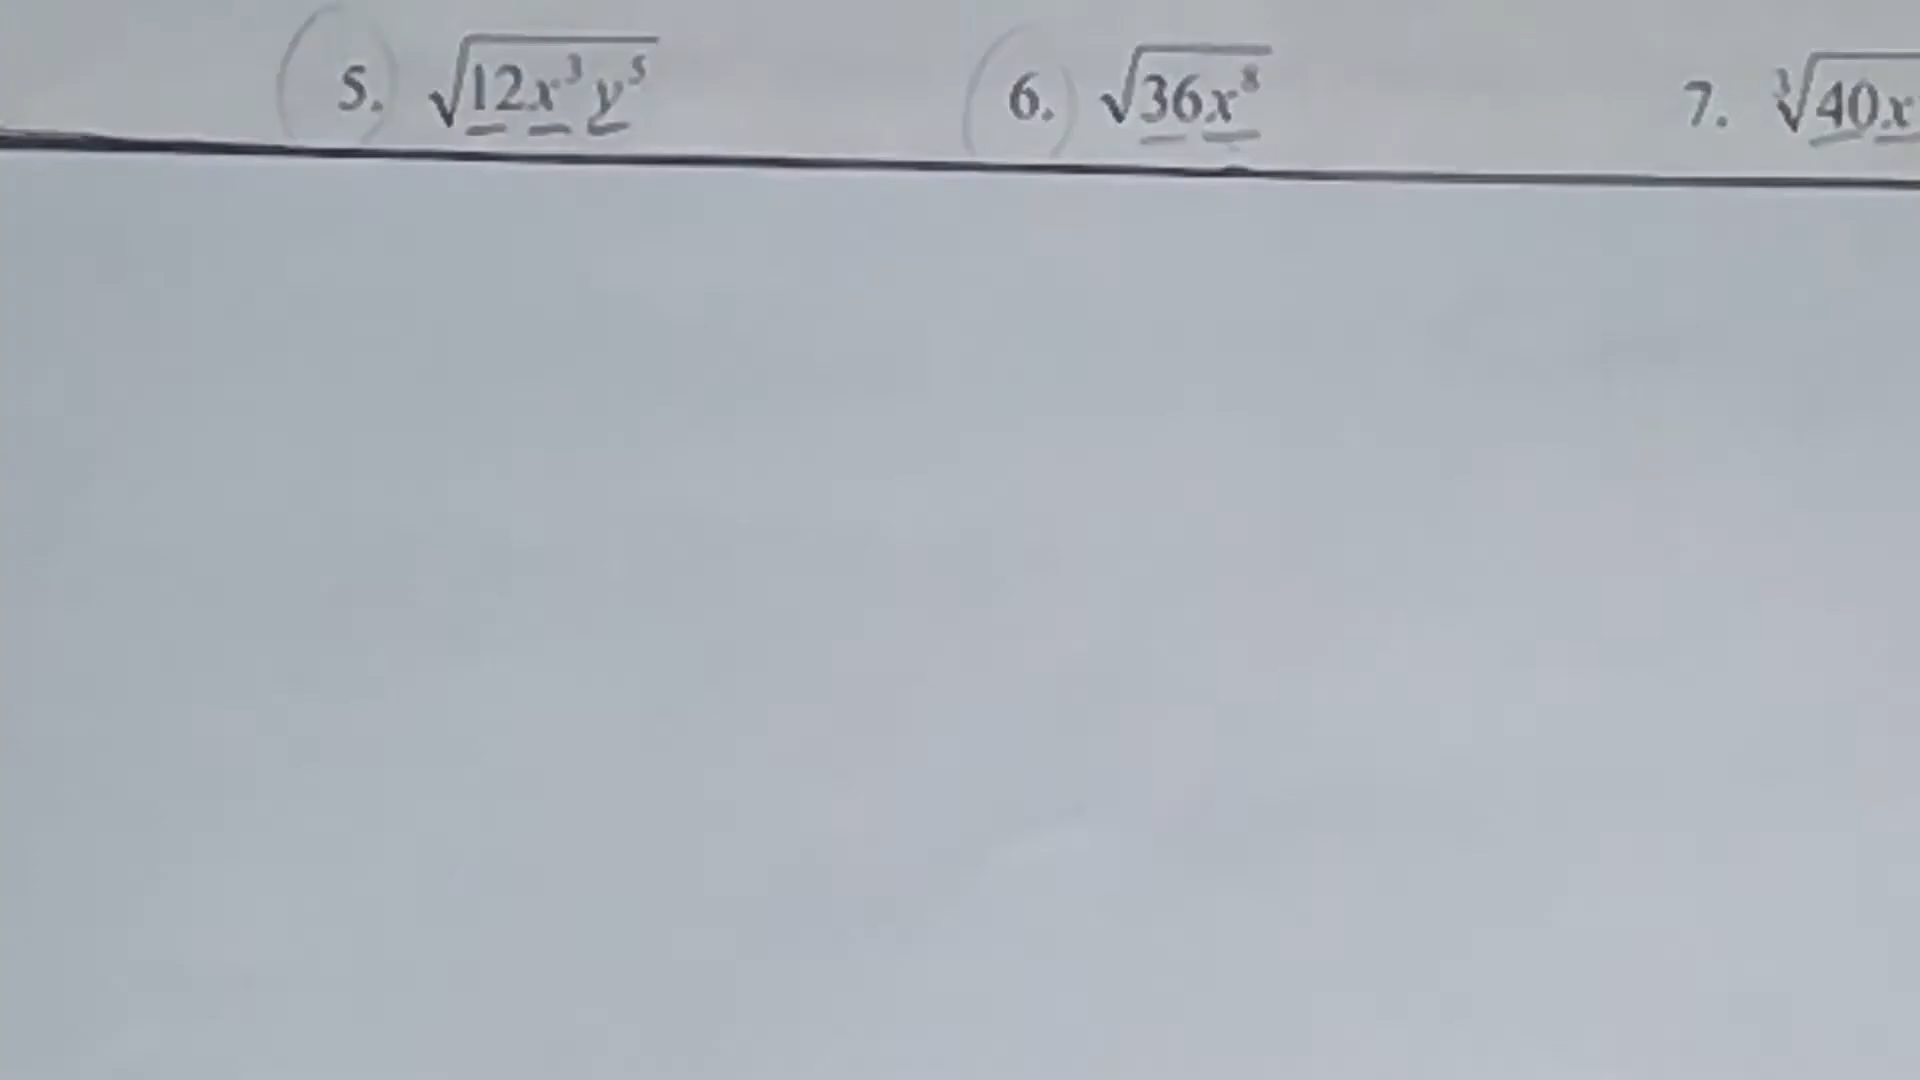 5. √12x³y⁵ 6. √36x⁸ 7. ∛40x